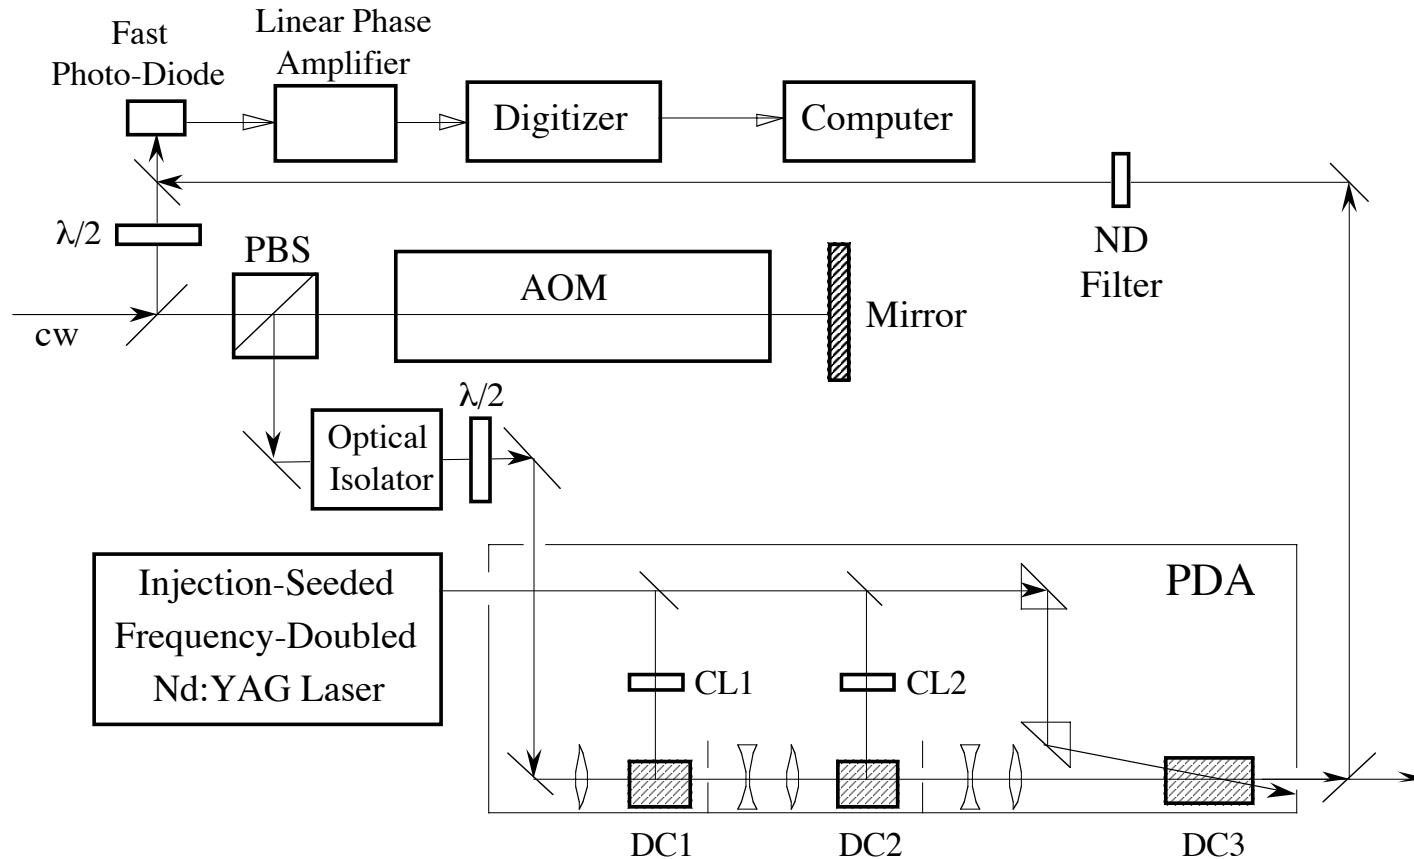 Fast
Photo-Diode
Linear Phase
Amplifier
Digitizer
Computer
λ/2
PBS
AOM
ND
Filter
cw
Mirror
λ/2
Optical
Isolator
Injection-Seeded
Frequency-Doubled
Nd:YAG Laser
PDA
CL1
CL2
DC1
DC2
DC3